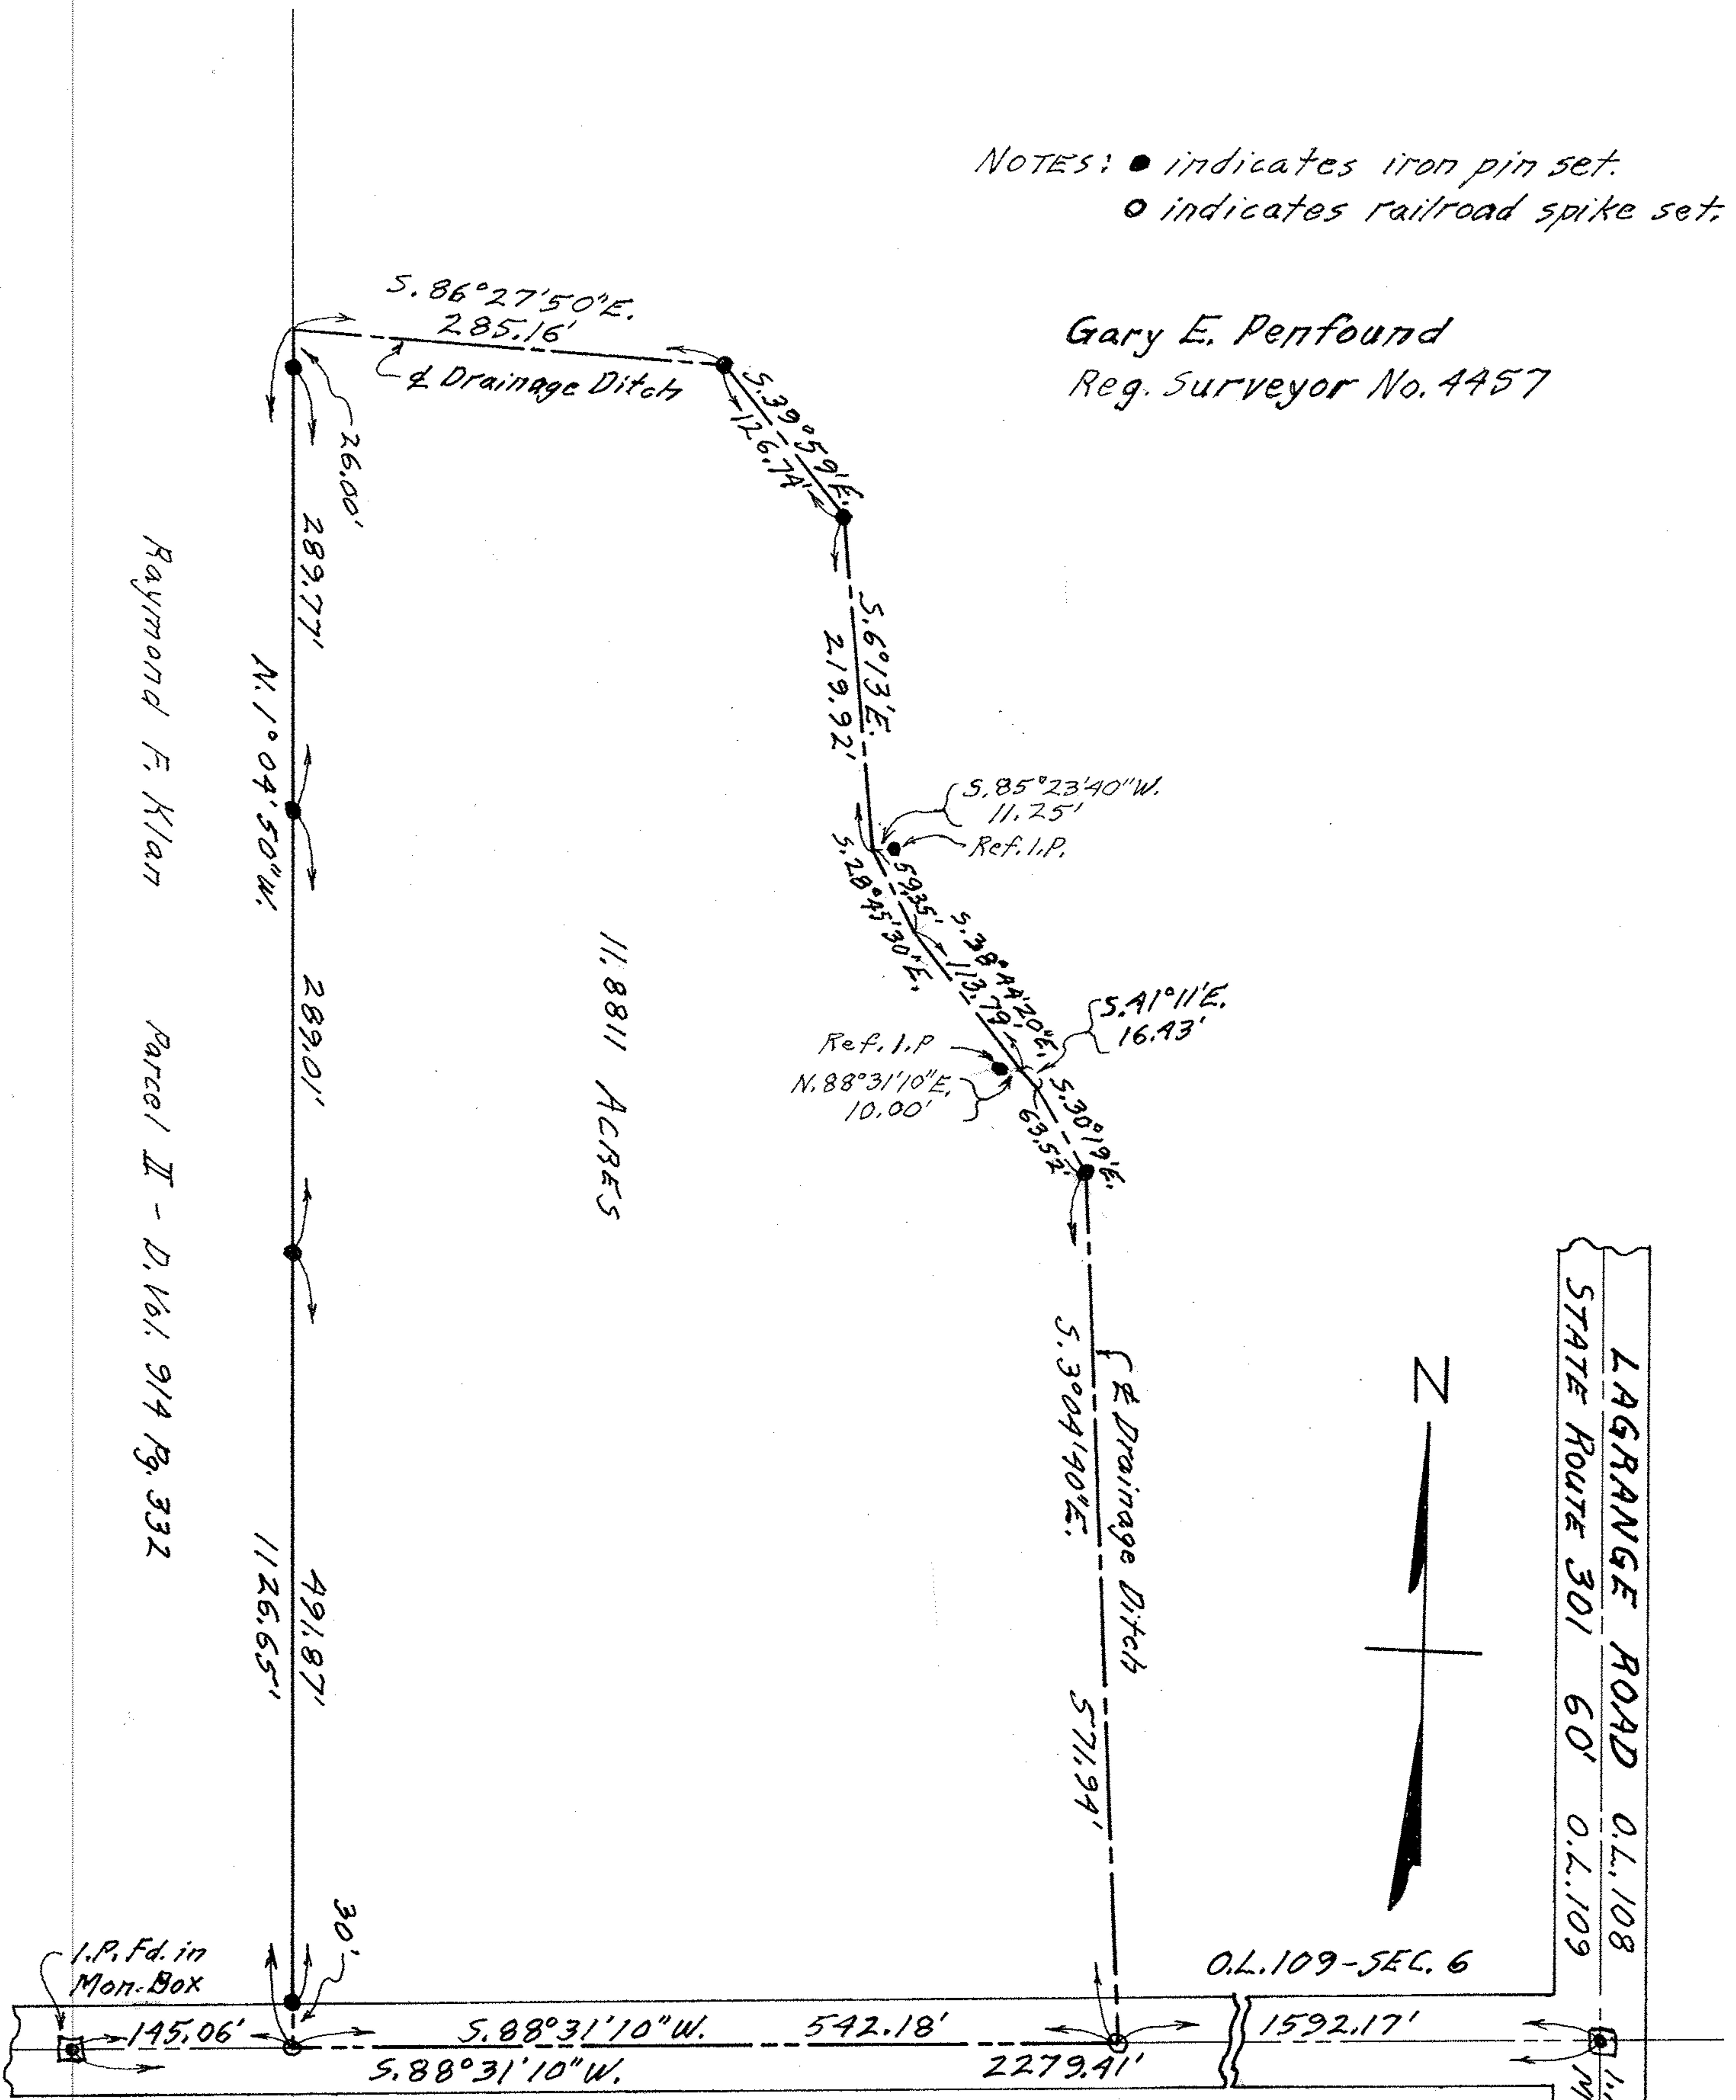 NOTES: ● indicates iron pin set.
○ indicates railroad spike set.
Gary E. Penfound
Reg. Surveyor No. 4457
S. 86°27'50"E.
285.16'
℄ Drainage Ditch
S.39°59'E.
126.74'
26.00'
289.77'
S.6°13'E.
219.92'
N. 1°04'50"W.
Raymond F. Klan
Parcel II - D. Vol. 914 Pg. 332
S.85°23'40"W.
11.25'
Ref. I.P.
59.35'
S.28°45'30"E.
S.38°44'20"E.
113.79'
S.41°11'E.
16.43'
Ref. I.P
N.88°31'10"E.
10.00'
S.30°19'E.
63.52'
289.01'
11.8811 ACRES
S.3°04'40"E.
571.94'
℄ Drainage Ditch
N
LAGRANGE ROAD O.L.108
STATE ROUTE 301 60' O.L.109
491.87'
1126.65'
30'
I.P. Fd. in
Mon. Box
O.L.109-SEC. 6
145.06'
S.88°31'10"W.
542.18'
1592.17'
S.88°31'10"W.
2279.41'